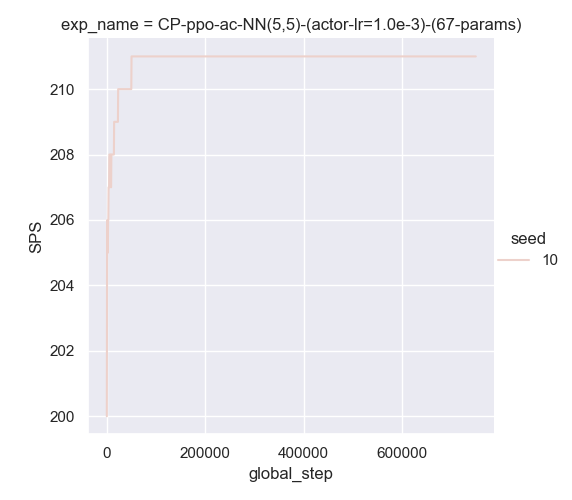 exp_name = CP-ppo-ac-NN(5,5)-(actor-lr=1.0e-3)-(67-params)
210
208
206
204
202
200
SPS
0 200000 400000 600000
global_step
seed
10